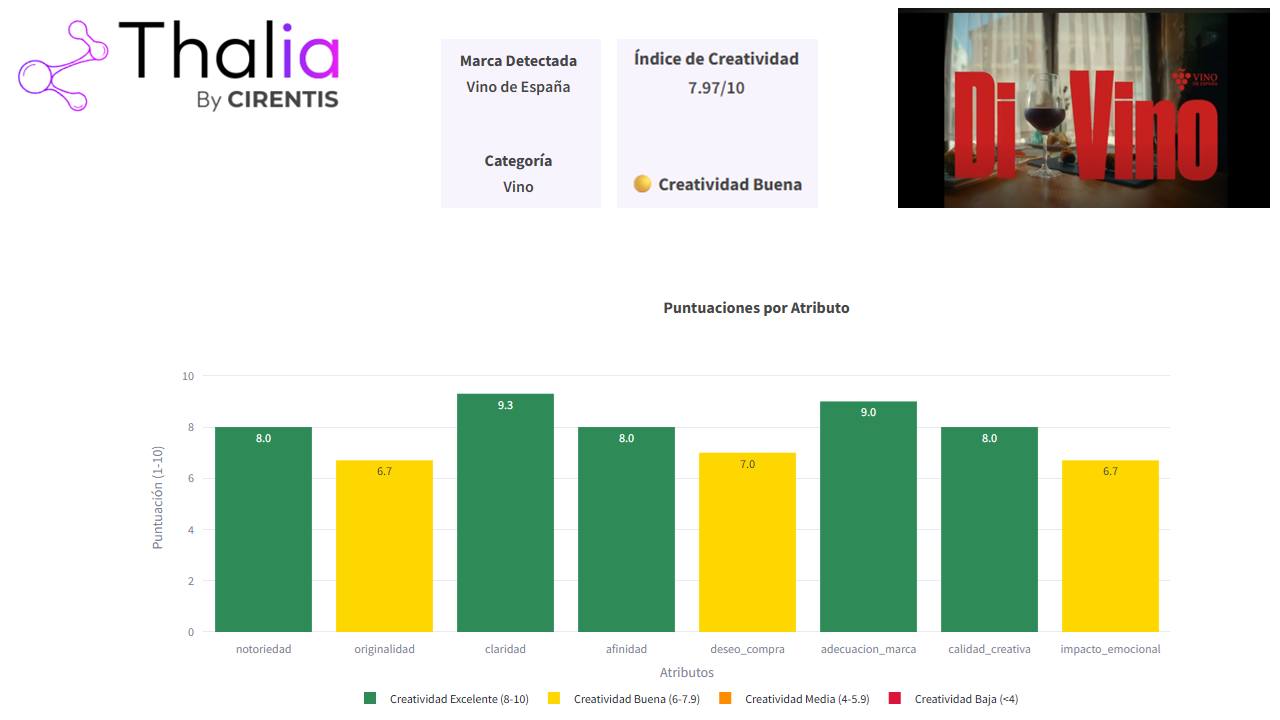 Thalia
By CIRENTIS
Marca Detectada
Vino de España
Categoría
Vino
Índice de Creatividad
7.97/10
Creatividad Buena
Di Vino
VINO
DE ESPAÑA
Puntuaciones por Atributo
Puntuación (1-10)
10
8
6
4
2
0
8.0
6.7
9.3
8.0
7.0
9.0
8.0
6.7
notoriedad
originalidad
claridad
afinidad
deseo_compra
adecuacion_marca
calidad_creativa
impacto_emocional
Atributos
Creatividad Excelente (8-10)
Creatividad Buena (6-7.9)
Creatividad Media (4-5.9)
Creatividad Baja (<4)